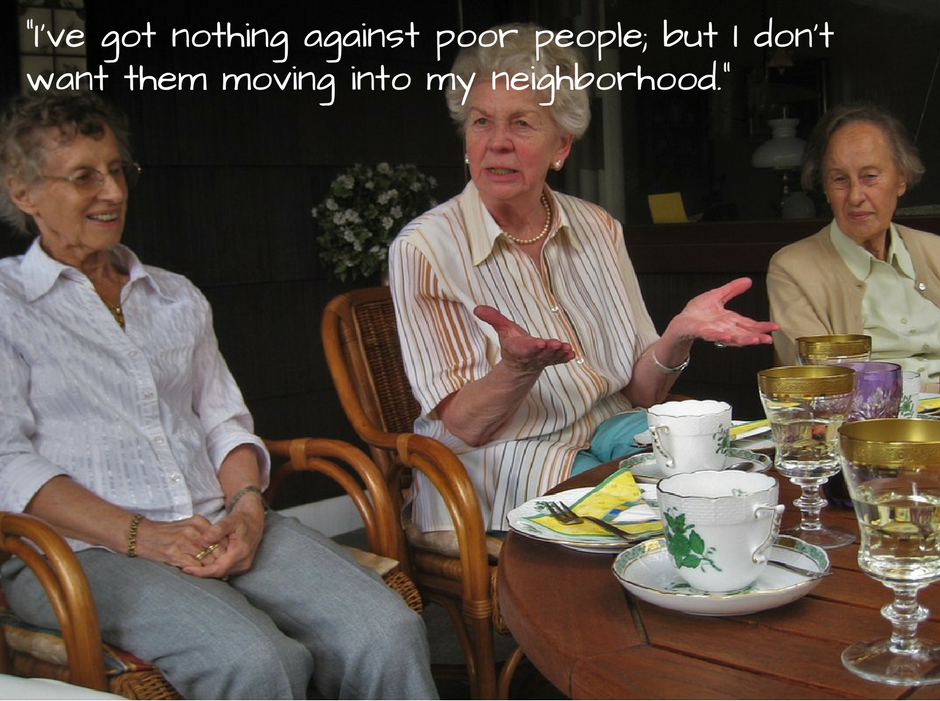 "I've got nothing against poor people; but I don't
want them moving into my neighborhood."